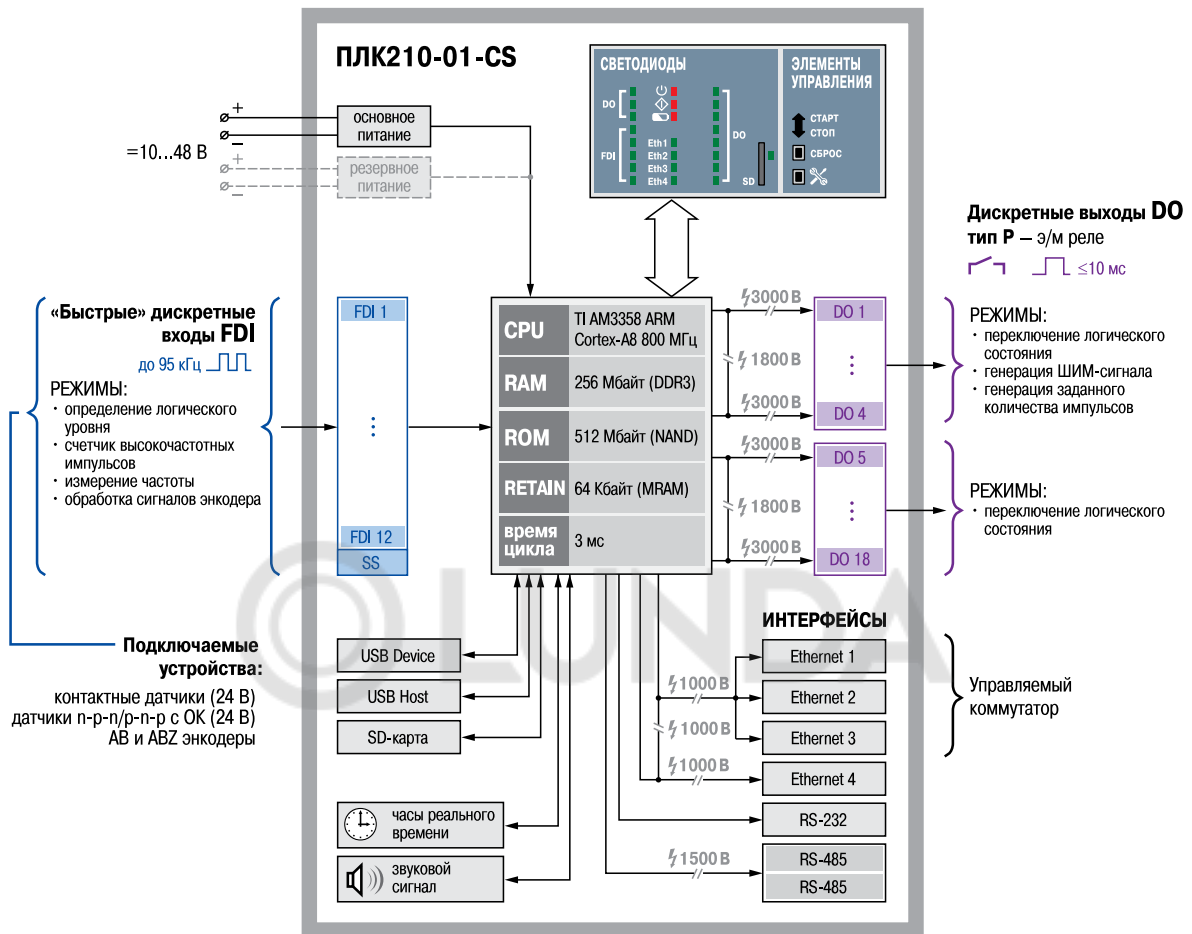 ПЛК210-01-CS
СВЕТОДИОДЫ
DO
FDI
Eth1
Eth2
Eth3
Eth4
DO
SD
ЭЛЕМЕНТЫ
УПРАВЛЕНИЯ
СТАРТ
СТОП
СБРОС
+
–
=10...48 В
+
–
основное
питание
резервное
питание
«Быстрые» дискретные
входы FDI
до 95 кГц
РЕЖИМЫ:
· определение логического
уровня
· счетчик высокочастотных
импульсов
· измерение частоты
· обработка сигналов энкодера
Подключаемые
устройства:
контактные датчики (24 В)
датчики n-p-n/p-n-p с ОК (24 В)
AB и ABZ энкодеры
FDI 1
FDI 12
SS
CPU
TI AM3358 ARM
Cortex-A8 800 МГц
RAM
256 Мбайт (DDR3)
ROM
512 Мбайт (NAND)
RETAIN
64 Кбайт (MRAM)
время
цикла
3 мс
3000 В
1800 В
3000 В
3000 В
1800 В
3000 В
DO 1
DO 4
DO 5
DO 18
Дискретные выходы DO
тип Р – э/м реле
≤10 мс
РЕЖИМЫ:
· переключение логического
состояния
· генерация ШИМ-сигнала
· генерация заданного
количества импульсов
РЕЖИМЫ:
· переключение логического
состояния
LUNDA
USB Device
USB Host
SD-карта
часы реального
времени
звуковой
сигнал
ИНТЕРФЕЙСЫ
1000 В
1000 В
1000 В
1500 В
Ethernet 1
Ethernet 2
Ethernet 3
Ethernet 4
RS-232
RS-485
RS-485
Управляемый
коммутатор